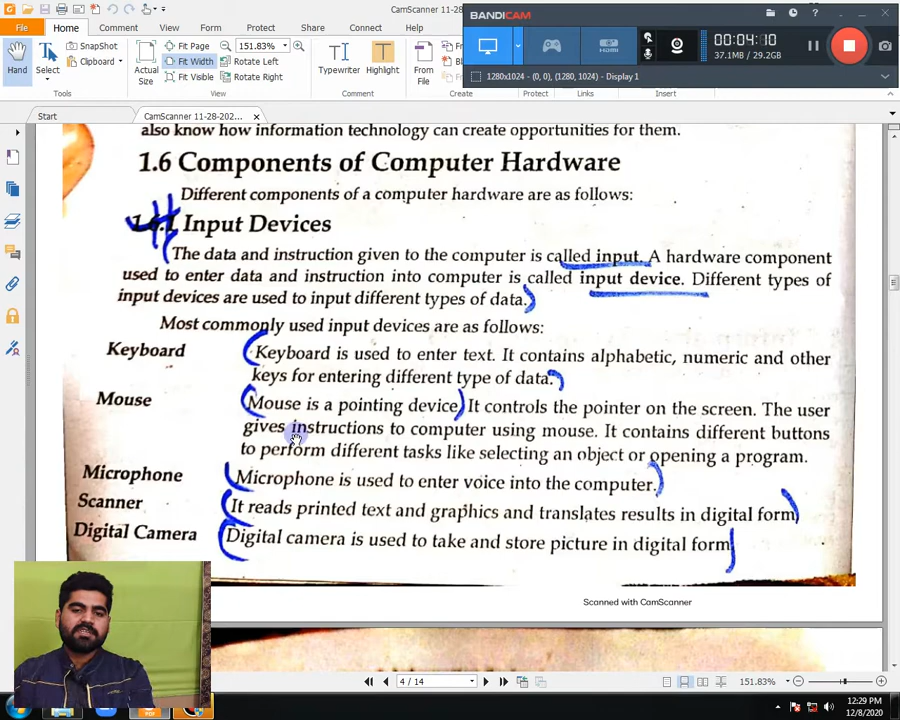 CamScanner 11-28-202
BANDICAM
File
Home
Comment
View
Form
Protect
Share
Connect
Help
Hand
Select
SnapShot
Clipboard
Actual Size
Fit Page
Fit Width
Fit Visible
151.83%
Rotate Left
Rotate Right
Typewriter
Highlight
From File
00:04:10
37.1MB / 29.2GB
1280x1024 - (0, 0), (1280, 1024) - Display 1
Tools
View
Comment
Create
Protect
Links
Insert
Start
CamScanner 11-28-202...
also know how information technology can create opportunities for them.
1.6 Components of Computer Hardware
Different components of a computer hardware are as follows:
1.6.1 Input Devices
The data and instruction given to the computer is called input. A hardware component
used to enter data and instruction into computer is called input device. Different types of
input devices are used to input different types of data.
Most commonly used input devices are as follows:
Keyboard
Keyboard is used to enter text. It contains alphabetic, numeric and other
keys for entering different type of data.
Mouse
Mouse is a pointing device. It controls the pointer on the screen. The user
gives instructions to computer using mouse. It contains different buttons
to perform different tasks like selecting an object or opening a program.
Microphone
Microphone is used to enter voice into the computer.
Scanner
It reads printed text and graphics and translates results in digital form.
Digital Camera
Digital camera is used to take and store picture in digital form
Scanned with CamScanner
4 / 14
151.83%
12:29 PM
12/8/2020